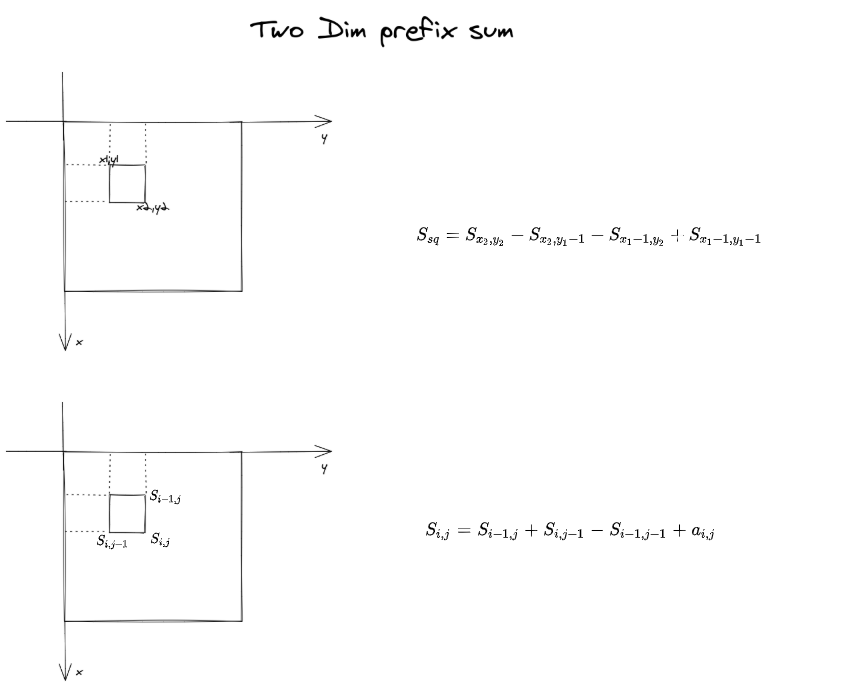 Two Dim prefix sum
y
x1,y1
x2,y2
S_{sq} = S_{x_2,y_2} − S_{x_2,y_1−1} − S_{x_1−1,y_2} + S_{x_1−1,y_1−1}
x
y
S_{i−1,j}
S_{i,j−1} S_{i,j}
S_{i,j} = S_{i−1,j} + S_{i,j−1} − S_{i−1,j−1} + a_{i,j}
x